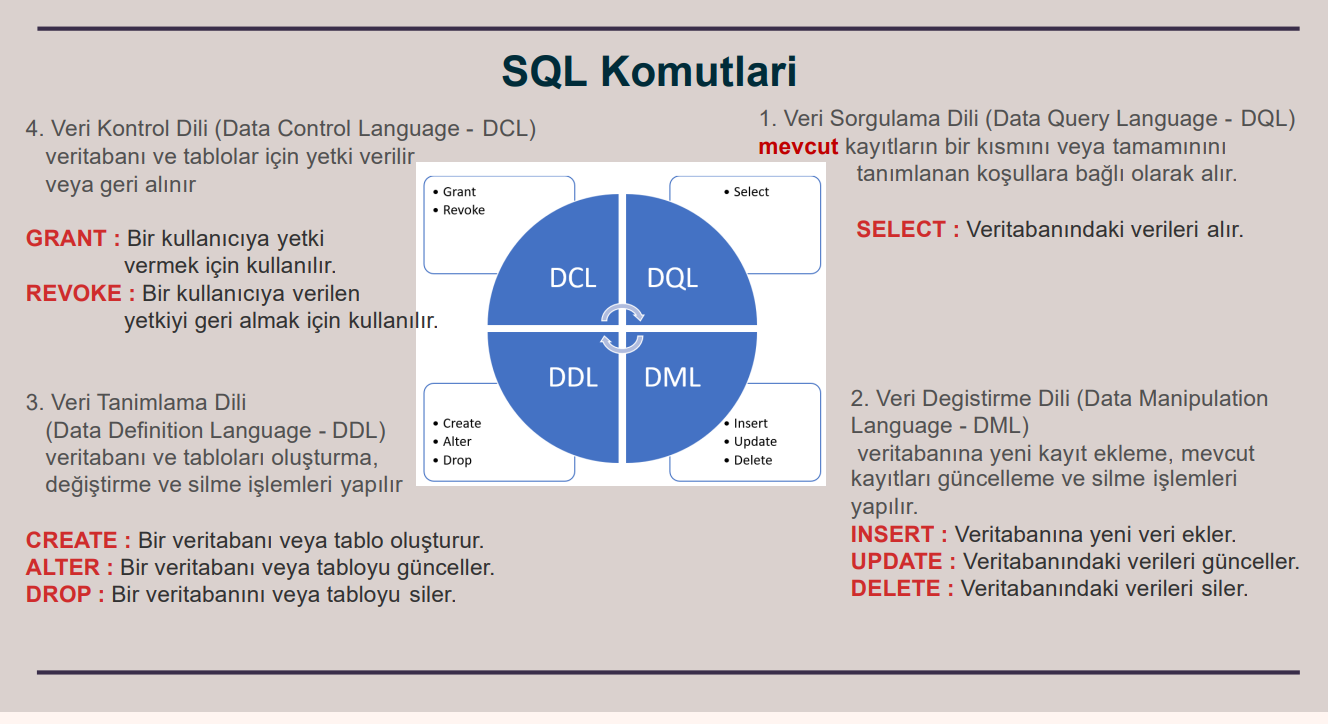 SQL Komutlari
4. Veri Kontrol Dili (Data Control Language - DCL)
veritabanı ve tablolar için yetki verilir
veya geri alınır
GRANT : Bir kullanıcıya yetki
vermek için kullanılır.
REVOKE : Bir kullanıcıya verilen
yetkiyi geri almak için kullanılır.
1. Veri Sorgulama Dili (Data Query Language - DQL)
mevcut kayıtların bir kısmını veya tamamınını
tanımlanan koşullara bağlı olarak alır.
SELECT : Veritabanındaki verileri alır.
• Grant
• Revoke
• Select
DCL
DQL
DDL
DML
• Create
• Alter
• Drop
• Insert
• Update
• Delete
3. Veri Tanimlama Dili
(Data Definition Language - DDL)
veritabanı ve tabloları oluşturma,
değiştirme ve silme işlemleri yapılır
CREATE : Bir veritabanı veya tablo oluşturur.
ALTER : Bir veritabanı veya tabloyu günceller.
DROP : Bir veritabanını veya tabloyu siler.
2. Veri Degistirme Dili (Data Manipulation
Language - DML)
veritabanına yeni kayıt ekleme, mevcut
kayıtları güncelleme ve silme işlemleri
yapılır.
INSERT : Veritabanına yeni veri ekler.
UPDATE : Veritabanındaki verileri günceller.
DELETE : Veritabanındaki verileri siler.